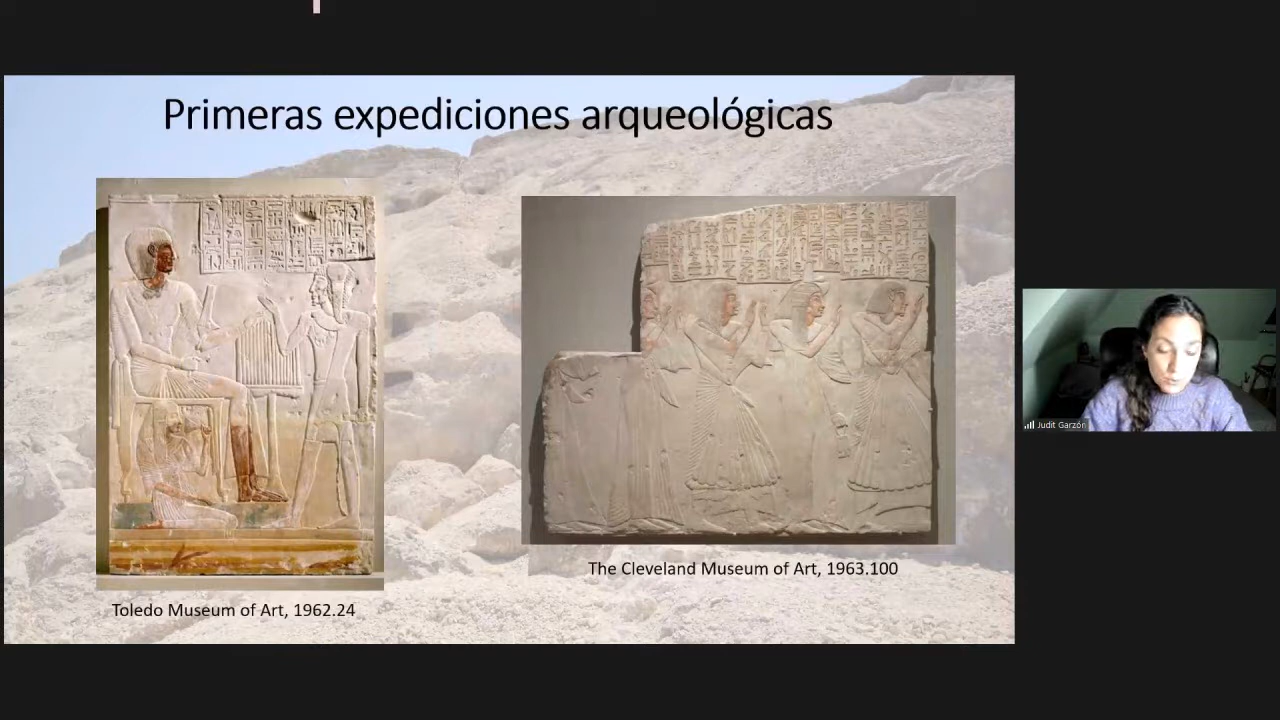 Primeras expediciones arqueológicas
Toledo Museum of Art, 1962.24
The Cleveland Museum of Art, 1963.100
Judit Garzón